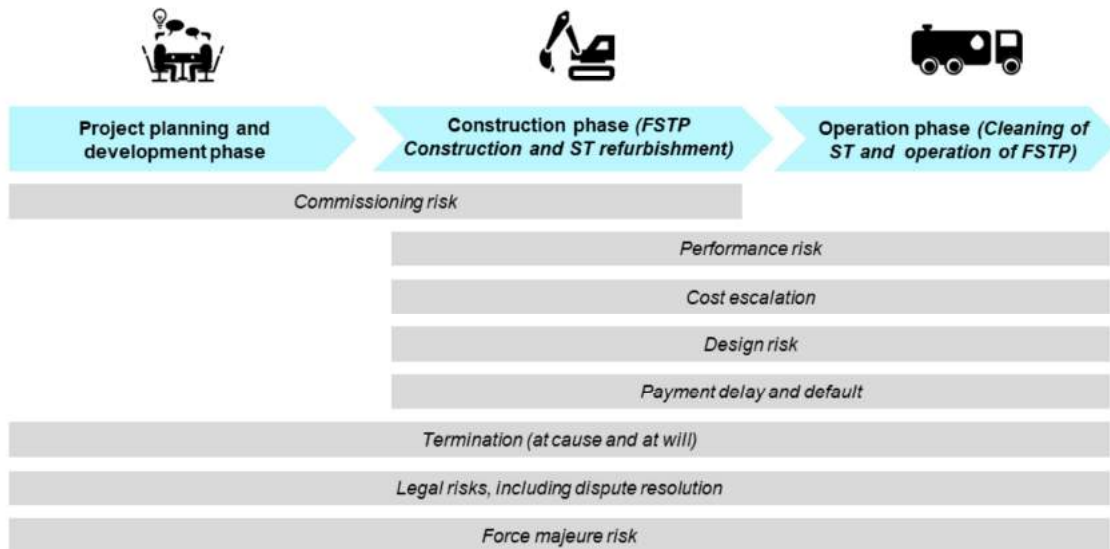 Project planning and
development phase
Construction phase (FSTP
Construction and ST refurbishment)
Operation phase (Cleaning of
ST and operation of FSTP)
Commissioning risk
Performance risk
Cost escalation
Design risk
Payment delay and default
Termination (at cause and at will)
Legal risks, including dispute resolution
Force majeure risk